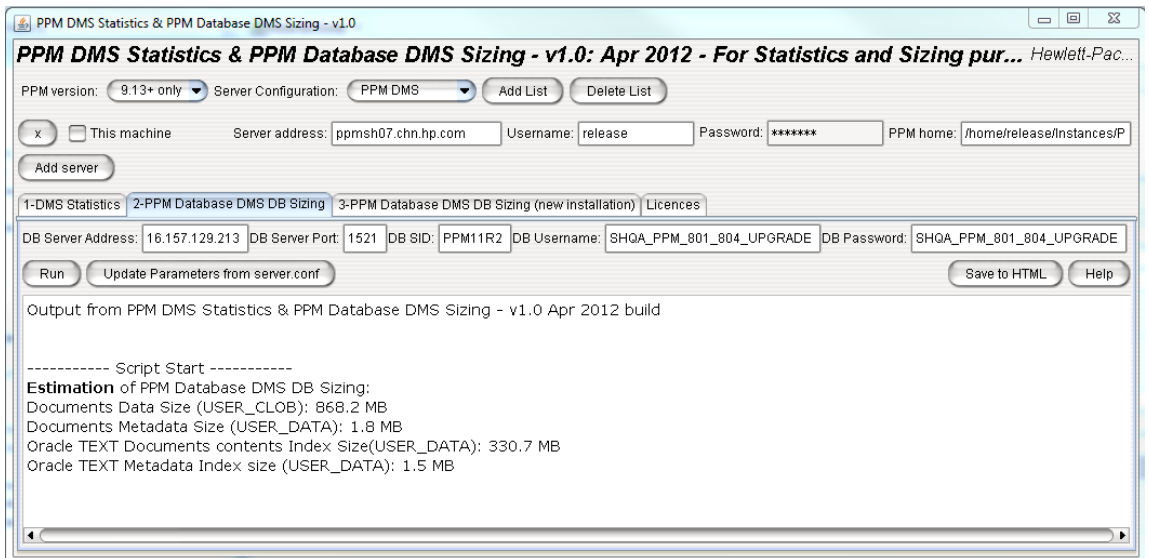 PPM DMS Statistics & PPM Database DMS Sizing - v1.0
PPM DMS Statistics & PPM Database DMS Sizing - v1.0: Apr 2012 - For Statistics and Sizing pur... Hewlett-Pac...
PPM version: 9.13+ only Server Configuration: PPM DMS Add List Delete List
x This machine Server address: ppmsh07.chn.hp.com Username: release Password: ******* PPM home: /home/release/Instances/P
Add server
1-DMS Statistics 2-PPM Database DMS DB Sizing 3-PPM Database DMS DB Sizing (new installation) Licences
DB Server Address: 16.157.129.213 DB Server Port: 1521 DB SID: PPM11R2 DB Username: SHQA_PPM_801_804_UPGRADE DB Password: SHQA_PPM_801_804_UPGRADE
Run Update Parameters from server.conf Save to HTML Help
Output from PPM DMS Statistics & PPM Database DMS Sizing - v1.0 Apr 2012 build
----------- Script Start -----------
Estimation of PPM Database DMS DB Sizing:
Documents Data Size (USER_CLOB): 868.2 MB
Documents Metadata Size (USER_DATA): 1.8 MB
Oracle TEXT Documents contents Index Size(USER_DATA): 330.7 MB
Oracle TEXT Metadata Index size (USER_DATA): 1.5 MB